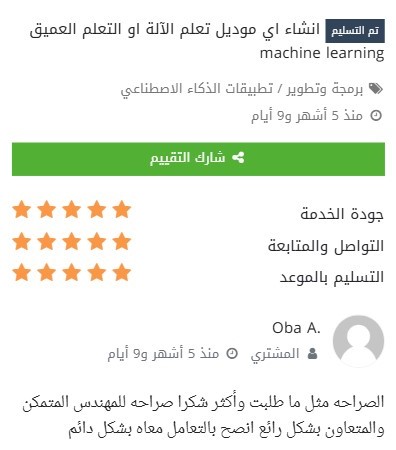 تم التسليم انشاء اي موديل تعلم الآلة او التعلم العميق
machine learning
برمجة وتطوير / تطبيقات الذكاء الاصطناعي
منذ 5 أشهر و9 أيام
شارك التقييم
جودة الخدمة
التواصل والمتابعة
التسليم بالموعد
Oba A.
المشتري منذ 5 أشهر و9 أيام
الصراحه مثل ما طلبت وأكثر شكرا صراحه للمهندس المتمكن
والمتعاون بشكل رائع انصح بالتعامل معاه بشكل دائم